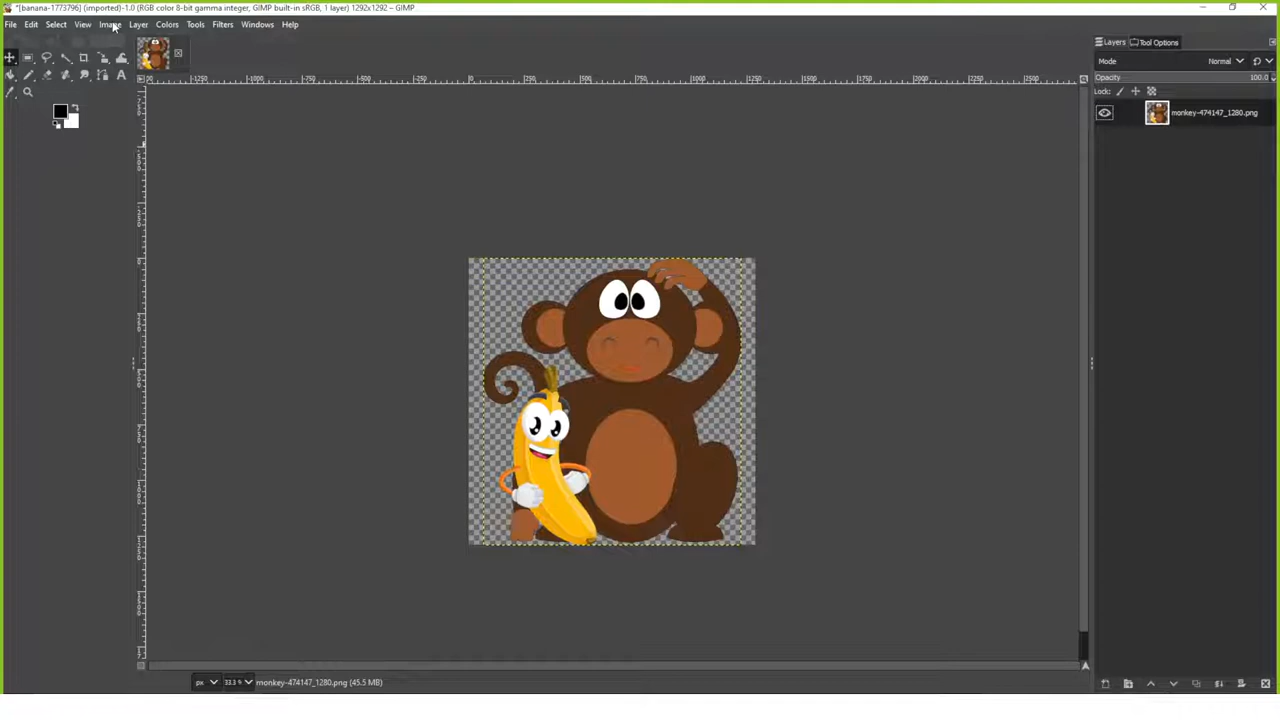 *[banana-1773796] (imported)-1.0 (RGB color 8-bit gamma integer, GIMP built-in sRGB, 1 layer) 1292x1292 – GIMP
File Edit Select View Image Layer Colors Tools Filters Windows Help
Layers Tool Options
Mode Normal
Opacity 100.0
Lock:
monkey-474147_1280.png
px 33.3 % monkey-474147_1280.png (45.5 MB)